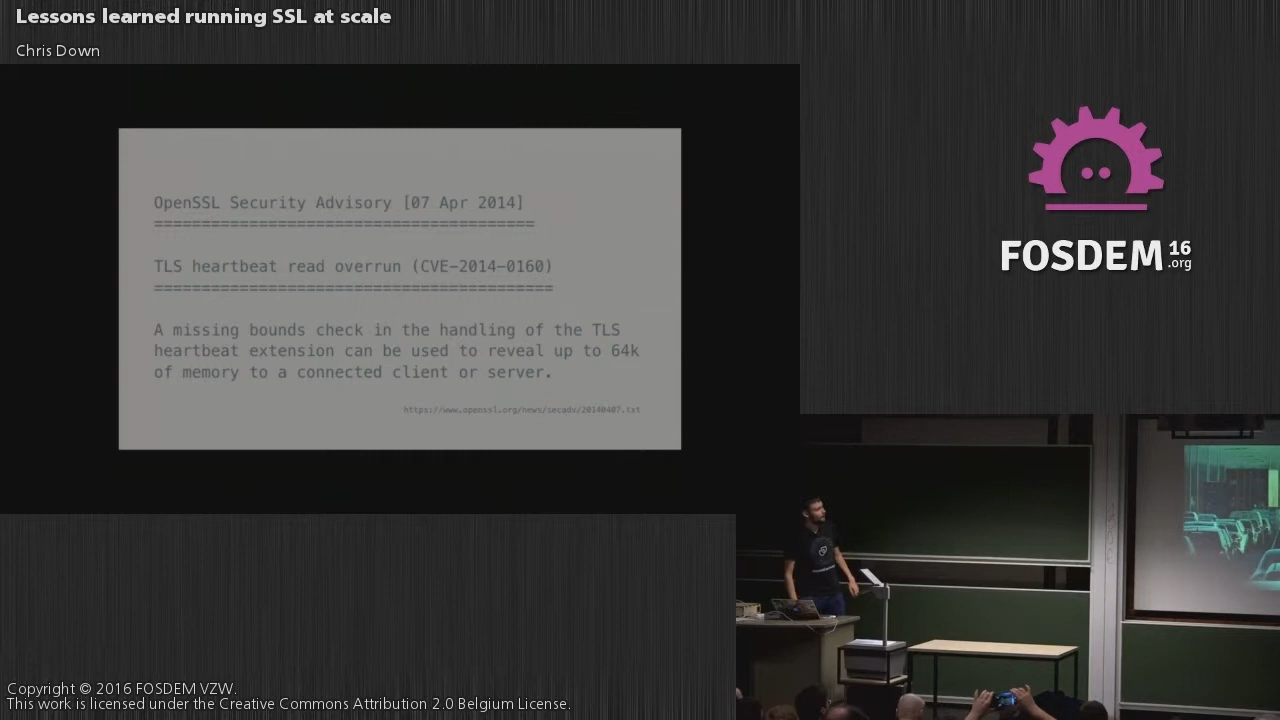 Lessons learned running SSL at scale
Chris Down
OpenSSL Security Advisory [07 Apr 2014]
========================================
TLS heartbeat read overrun (CVE-2014-0160)
==========================================
A missing bounds check in the handling of the TLS
heartbeat extension can be used to reveal up to 64k
of memory to a connected client or server.
https://www.openssl.org/news/secadv/20140407.txt
FOSDEM 16
.org
Copyright © 2016 FOSDEM VZW.
This work is licensed under the Creative Commons Attribution 2.0 Belgium License.